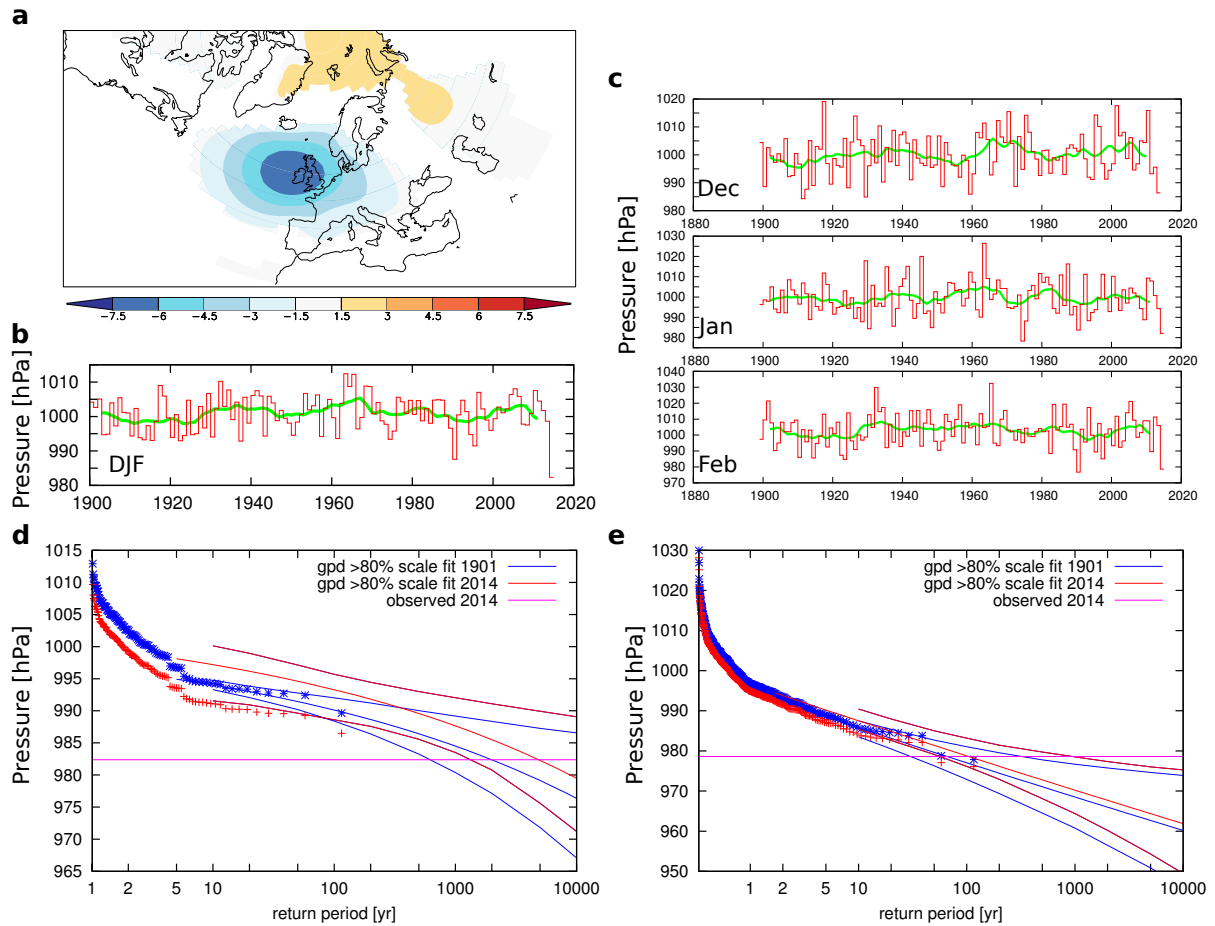 a
−7.5 −6 −4.5 −3 −1.5 1.5 3 4.5 6 7.5
b
Pressure [hPa]
1010
1000
990
980
DJF
1900 1920 1940 1960 1980 2000 2020
c
Pressure [hPa]
1020
1010
1000
990
980
Dec
1880 1900 1920 1940 1960 1980 2000 2020
1030
1020
1010
1000
990
980
Jan
1880 1900 1920 1940 1960 1980 2000 2020
1040
1030
1020
1010
1000
990
980
970
Feb
1880 1900 1920 1940 1960 1980 2000 2020
d
Pressure [hPa]
1015
1010
1005
1000
995
990
985
980
975
970
965
gpd >80% scale fit 1901
gpd >80% scale fit 2014
observed 2014
1 2 5 10 100 1000 10000
return period [yr]
e
Pressure [hPa]
1030
1020
1010
1000
990
980
970
960
950
gpd >80% scale fit 1901
gpd >80% scale fit 2014
observed 2014
1 2 5 10 100 1000 10000
return period [yr]